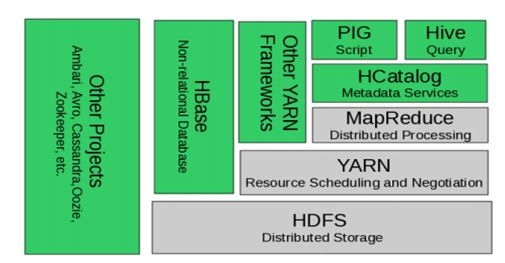 Other Projects
Ambari, Avro, Cassandra,Oozie,
Zookeeper, etc.
HBase
Non-relational Database
Other YARN
Frameworks
PIG
Script
Hive
Query
HCatalog
Metadata Services
MapReduce
Distributed Processing
YARN
Resource Scheduling and Negotiation
HDFS
Distributed Storage